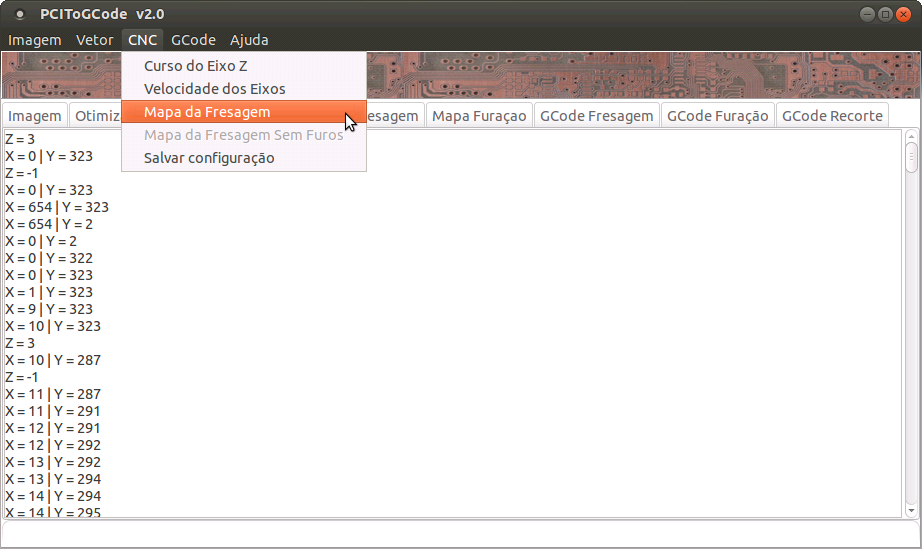 PCIToGCode v2.0
Imagem Vetor CNC GCode Ajuda
Curso do Eixo Z
Velocidade dos Eixos
Mapa da Fresagem
Mapa da Fresagem Sem Furos
Salvar configuração
Imagem Otimiz esagem Mapa Furaçao GCode Fresagem GCode Furação GCode Recorte
Z = 3
X = 0 | Y = 323
Z = -1
X = 0 | Y = 323
X = 654 | Y = 323
X = 654 | Y = 2
X = 0 | Y = 2
X = 0 | Y = 322
X = 0 | Y = 323
X = 1 | Y = 323
X = 9 | Y = 323
X = 10 | Y = 323
Z = 3
X = 10 | Y = 287
Z = -1
X = 11 | Y = 287
X = 11 | Y = 291
X = 12 | Y = 291
X = 12 | Y = 292
X = 13 | Y = 292
X = 13 | Y = 294
X = 14 | Y = 294
X = 14 | Y = 295